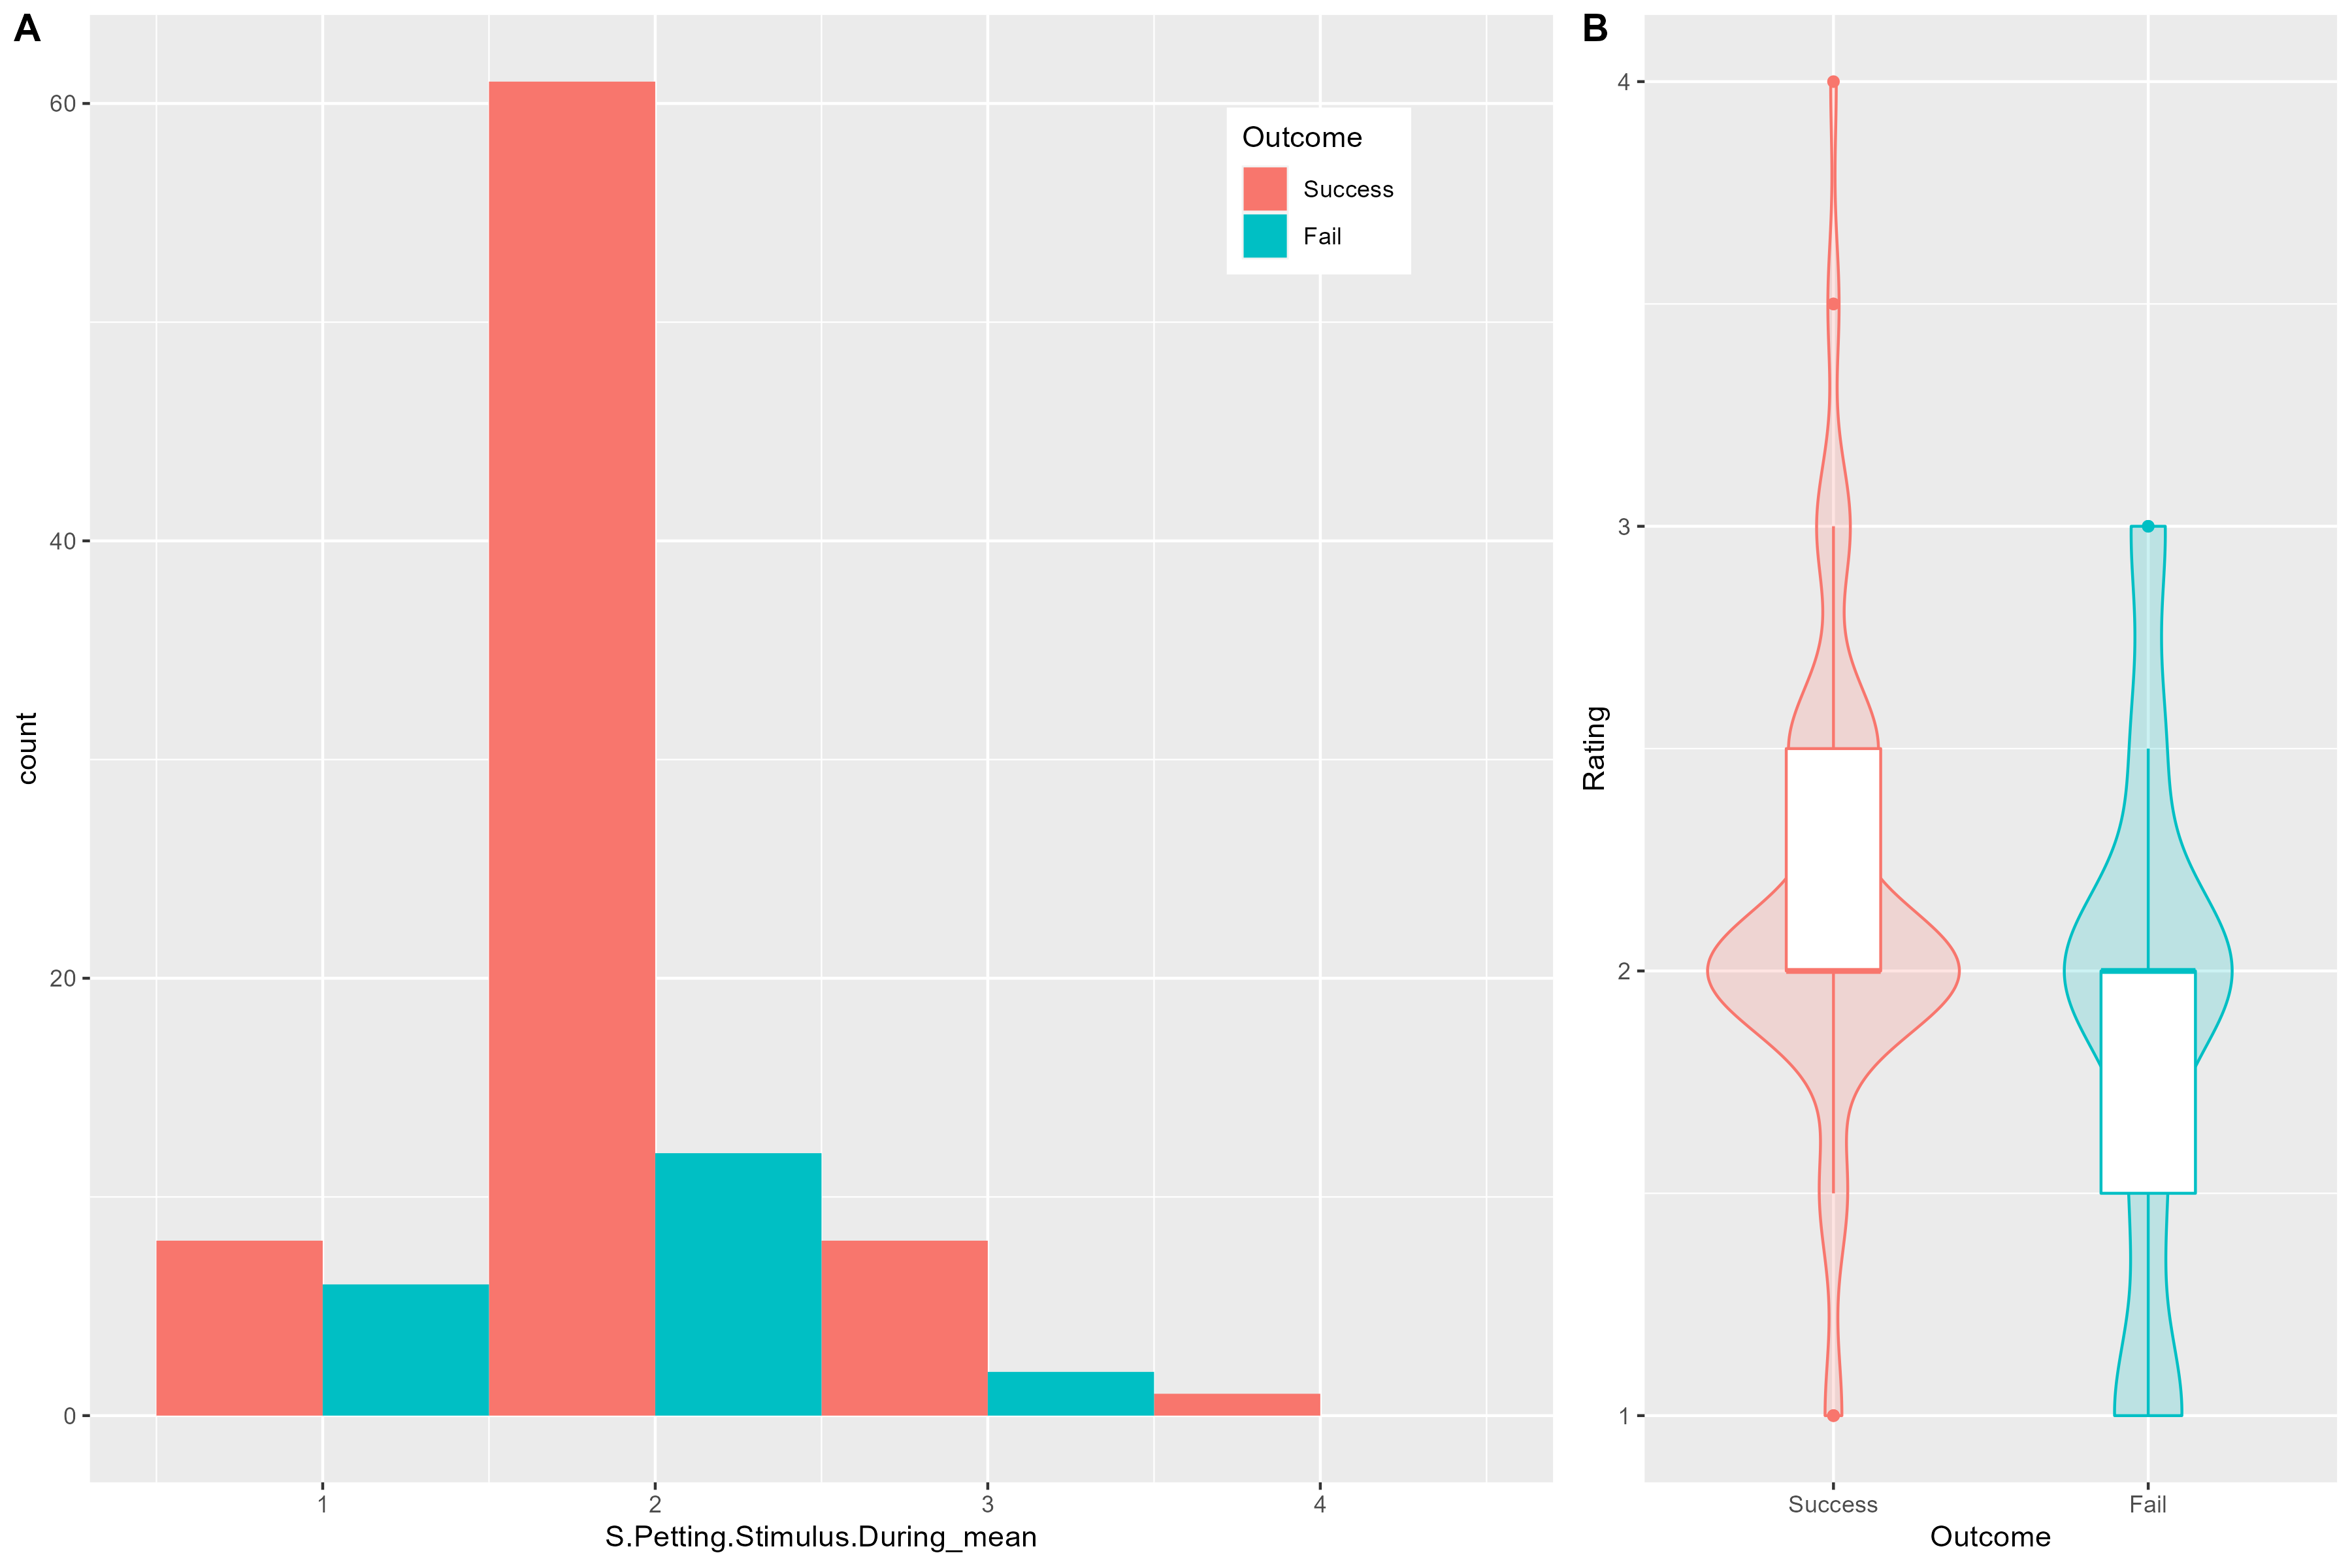 A
60
40
20
0
count
Outcome
Success
Fail
1 2 3 4
S.Petting.Stimulus.During_mean
B
4
3
2
1
Rating
Success Fail
Outcome